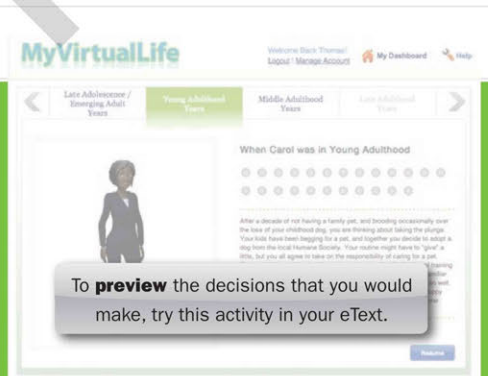 MyVirtualLife
Welcome Back Thomas!
Logout | Manage Account
My Dashboard
Help
Late Adolescence /
Emerging Adult
Years
Young Adulthood
Years
Middle Adulthood
Years
Late Adulthood
Years
When Carol was in Young Adulthood
After a decade of not having a family pet, and brooding occasionally over
the loss of your childhood dog, you are thinking about taking the plunge.
Your kids have been begging for a pet, and together you decide to adopt a
dog from the local Humane Society. Your routine might have to "give" a
little, but you all agree to take on the responsibility of caring for a pet.
training
well.
To preview the decisions that you would
make, try this activity in your eText.